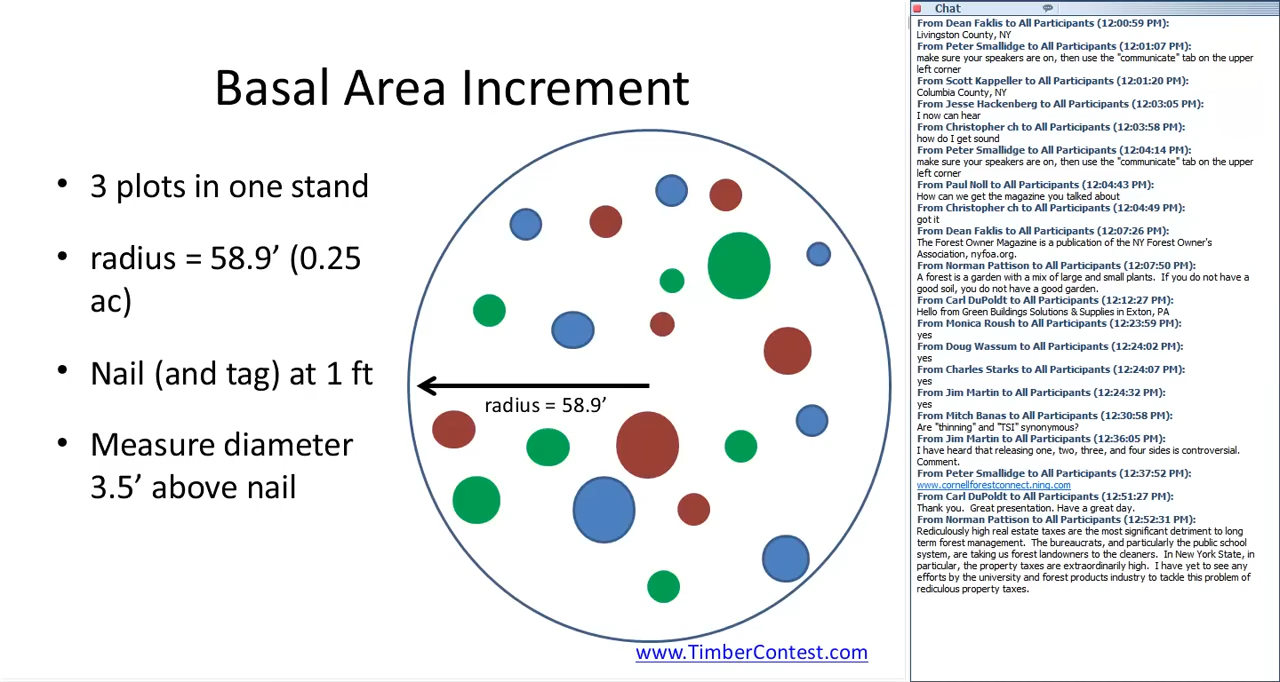 Basal Area Increment
• 3 plots in one stand
• radius = 58.9’ (0.25
ac)
• Nail (and tag) at 1 ft
• Measure diameter
3.5’ above nail
radius = 58.9’
www.TimberContest.com
Chat
From Dean Faklis to All Participants (12:00:59 PM):
Livingston County, NY
From Peter Smallidge to All Participants (12:01:07 PM):
make sure your speakers are on, then use the "communicate" tab on the upper
left corner
From Scott Kappeller to All Participants (12:01:20 PM):
Columbia County, NY
From Jesse Hackenberg to All Participants (12:03:05 PM):
I now can hear
From Christopher ch to All Participants (12:03:58 PM):
how do I get sound
From Peter Smallidge to All Participants (12:04:14 PM):
make sure your speakers are on, then use the "communicate" tab on the upper
left corner
From Paul Noll to All Participants (12:04:43 PM):
How can we get the magazine you talked about
From Christopher ch to All Participants (12:04:49 PM):
got it
From Dean Faklis to All Participants (12:07:26 PM):
The Forest Owner Magazine is a publication of the NY Forest Owner's
Association, nyfoa.org.
From Norman Pattison to All Participants (12:07:50 PM):
A forest is a garden with a mix of large and small plants. If you do not have a
good soil, you do not have a good garden.
From Carl DuPoldt to All Participants (12:12:27 PM):
Hello from Green Buildings Solutions & Supplies in Exton, PA
From Monica Roush to All Participants (12:23:59 PM):
yes
From Doug Wassum to All Participants (12:24:02 PM):
yes
From Charles Starks to All Participants (12:24:07 PM):
yes
From Jim Martin to All Participants (12:24:32 PM):
yes
From Mitch Banas to All Participants (12:30:58 PM):
Are "thinning" and "TSI" synonymous?
From Jim Martin to All Participants (12:36:05 PM):
I have heard that releasing one, two, three, and four sides is controversial.
Comment.
From Peter Smallidge to All Participants (12:37:52 PM):
www.cornellforestconnect.ning.com
From Carl DuPoldt to All Participants (12:51:27 PM):
Thank you. Great presentation. Have a great day.
From Norman Pattison to All Participants (12:52:31 PM):
Rediculously high real estate taxes are the most significant detriment to long
term forest management. The bureaucrats, and particularly the public school
system, are taking us forest landowners to the cleaners. In New York State, in
particular, the property taxes are extraordinarily high. I have yet to see any
efforts by the university and forest products industry to tackle this problem of
rediculous property taxes.